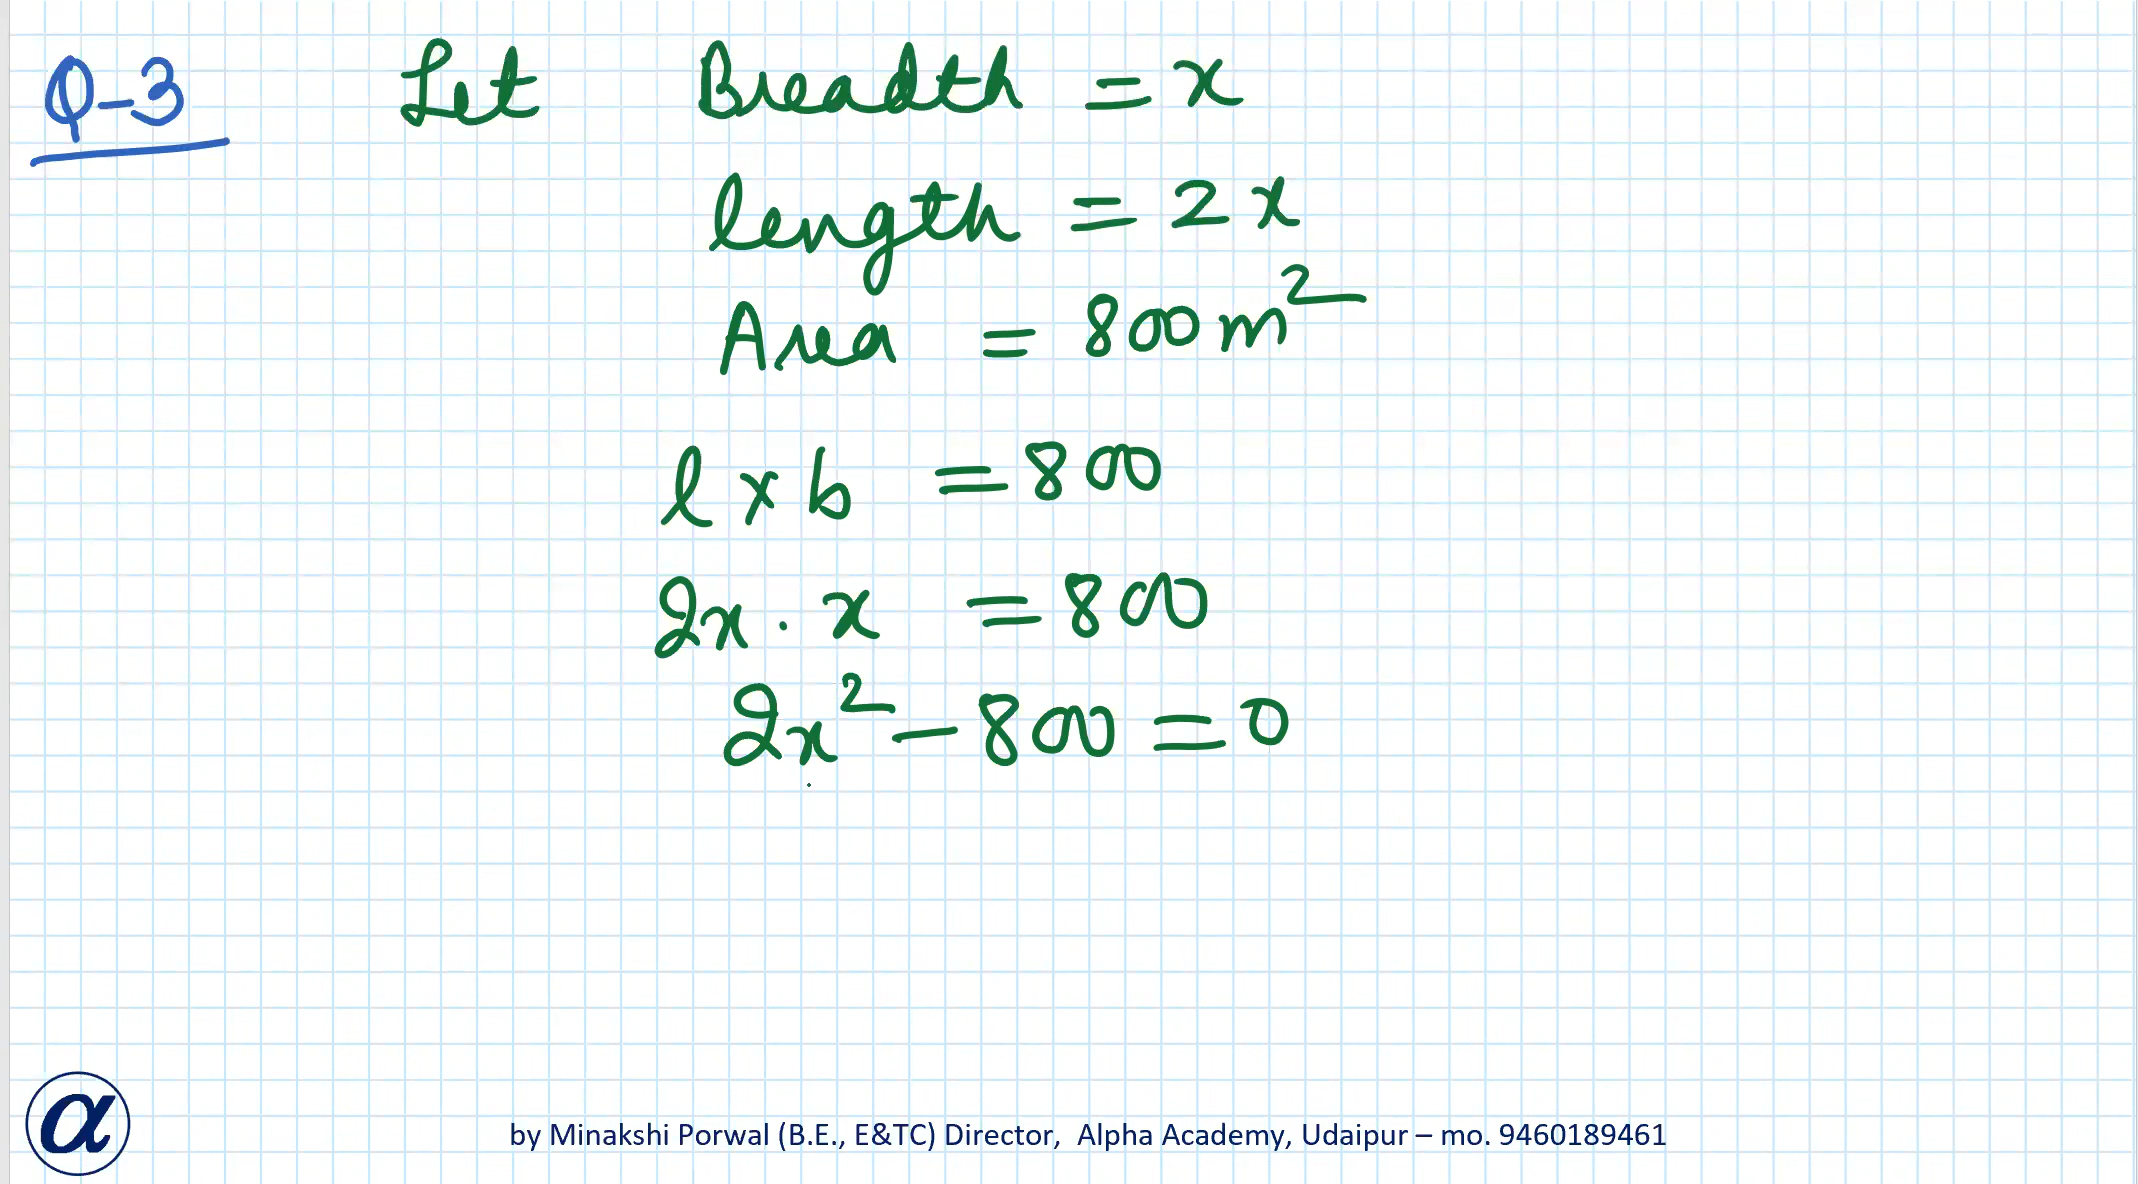 Q-3 Let Breadth = x
length = 2x
Area = 800 m²
l × b = 800
2x . x = 800
2x² - 800 = 0
α
by Minakshi Porwal (B.E., E&TC) Director, Alpha Academy, Udaipur – mo. 9460189461